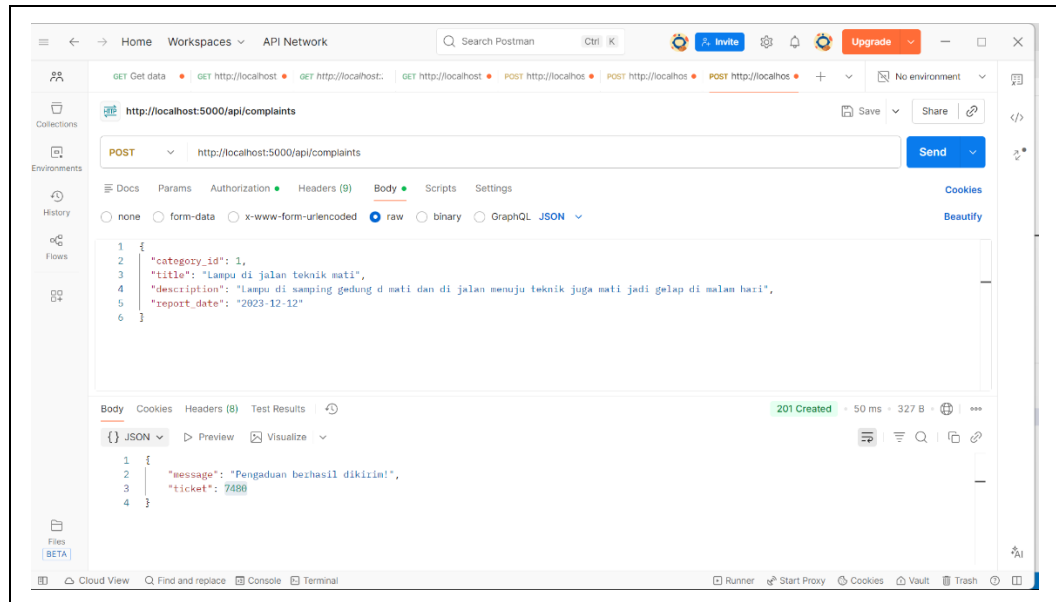 Home Workspaces API Network Search Postman Ctrl K Invite Upgrade
GET Get data GET http://localhost GET http://localhost:. GET http://localhost POST http://localhos POST http://localhos POST http://localhos No environment
Collections
http://localhost:5000/api/complaints Save Share
Environments
POST http://localhost:5000/api/complaints Send
History
Docs Params Authorization Headers (9) Body Scripts Settings Cookies
none form-data x-www-form-urlencoded raw binary GraphQL JSON Beautify
Flows
1 {
2 "category_id": 1,
3 "title": "Lampu di jalan teknik mati",
4 "description": "Lampu di samping gedung d mati dan di jalan menuju teknik juga mati jadi gelap di malam hari",
5 "report_date": "2023-12-12"
6 }
Body Cookies Headers (8) Test Results 201 Created 50 ms 327 B
{} JSON Preview Visualize
1 {
2 "message": "Pengaduan berhasil dikirim!",
3 "ticket": 7480
4 }
Files
BETA
AI
Cloud View Find and replace Console Terminal Runner Start Proxy Cookies Vault Trash